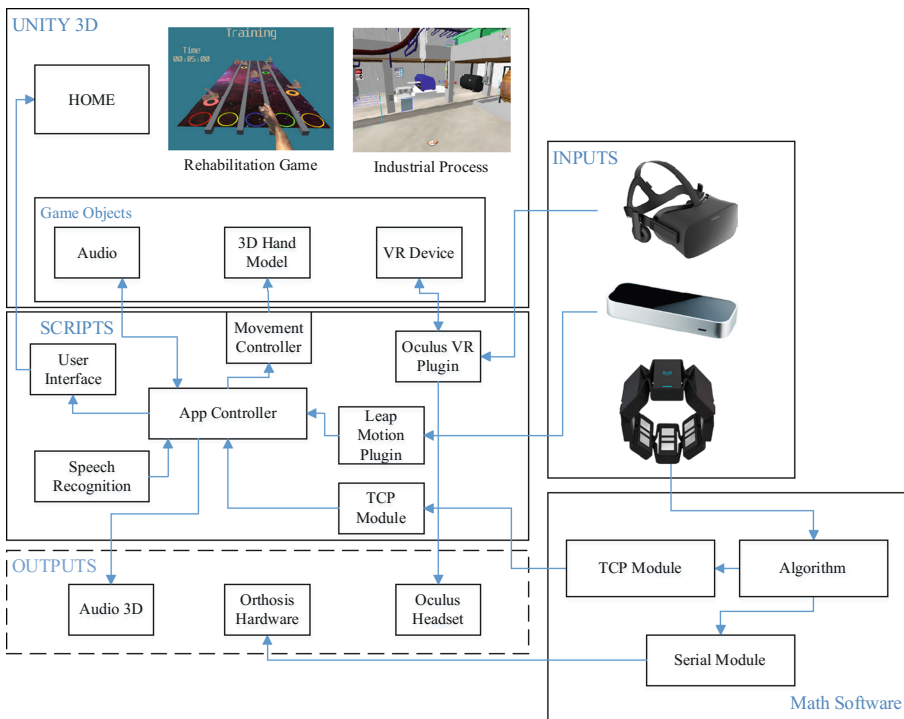 UNITY 3D
Training
Time
00:05:00
HOME
Rehabilitation Game
Industrial Process
INPUTS
Game Objects
Audio
3D Hand
Model
VR Device
SCRIPTS
Movement
Controller
User
Interface
Oculus VR
Plugin
App Controller
Leap
Motion
Plugin
Speech
Recognition
TCP
Module
OUTPUTS
Audio 3D
Orthosis
Hardware
Oculus
Headset
TCP Module
Algorithm
Serial Module
Math Software